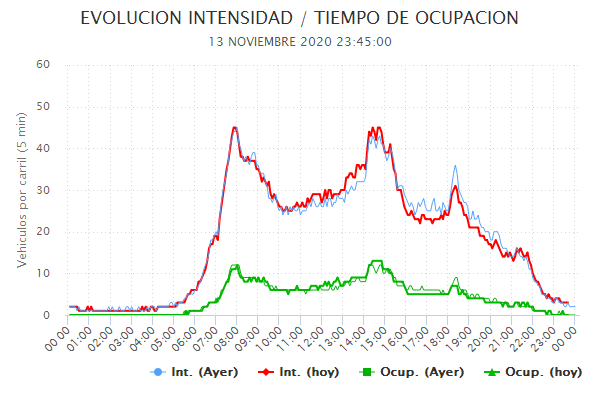 EVOLUCION INTENSIDAD / TIEMPO DE OCUPACION
13 NOVIEMBRE 2020 23:45:00
Vehiculos por carril (5 min)
60
50
40
30
20
10
0
00:00 01:00 02:00 03:00 04:00 05:00 06:00 07:00 08:00 09:00 10:00 11:00 12:00 13:00 14:00 15:00 16:00 17:00 18:00 19:00 20:00 21:00 22:00 23:00 00:00
Int. (Ayer) Int. (hoy) Ocup. (Ayer) Ocup. (hoy)